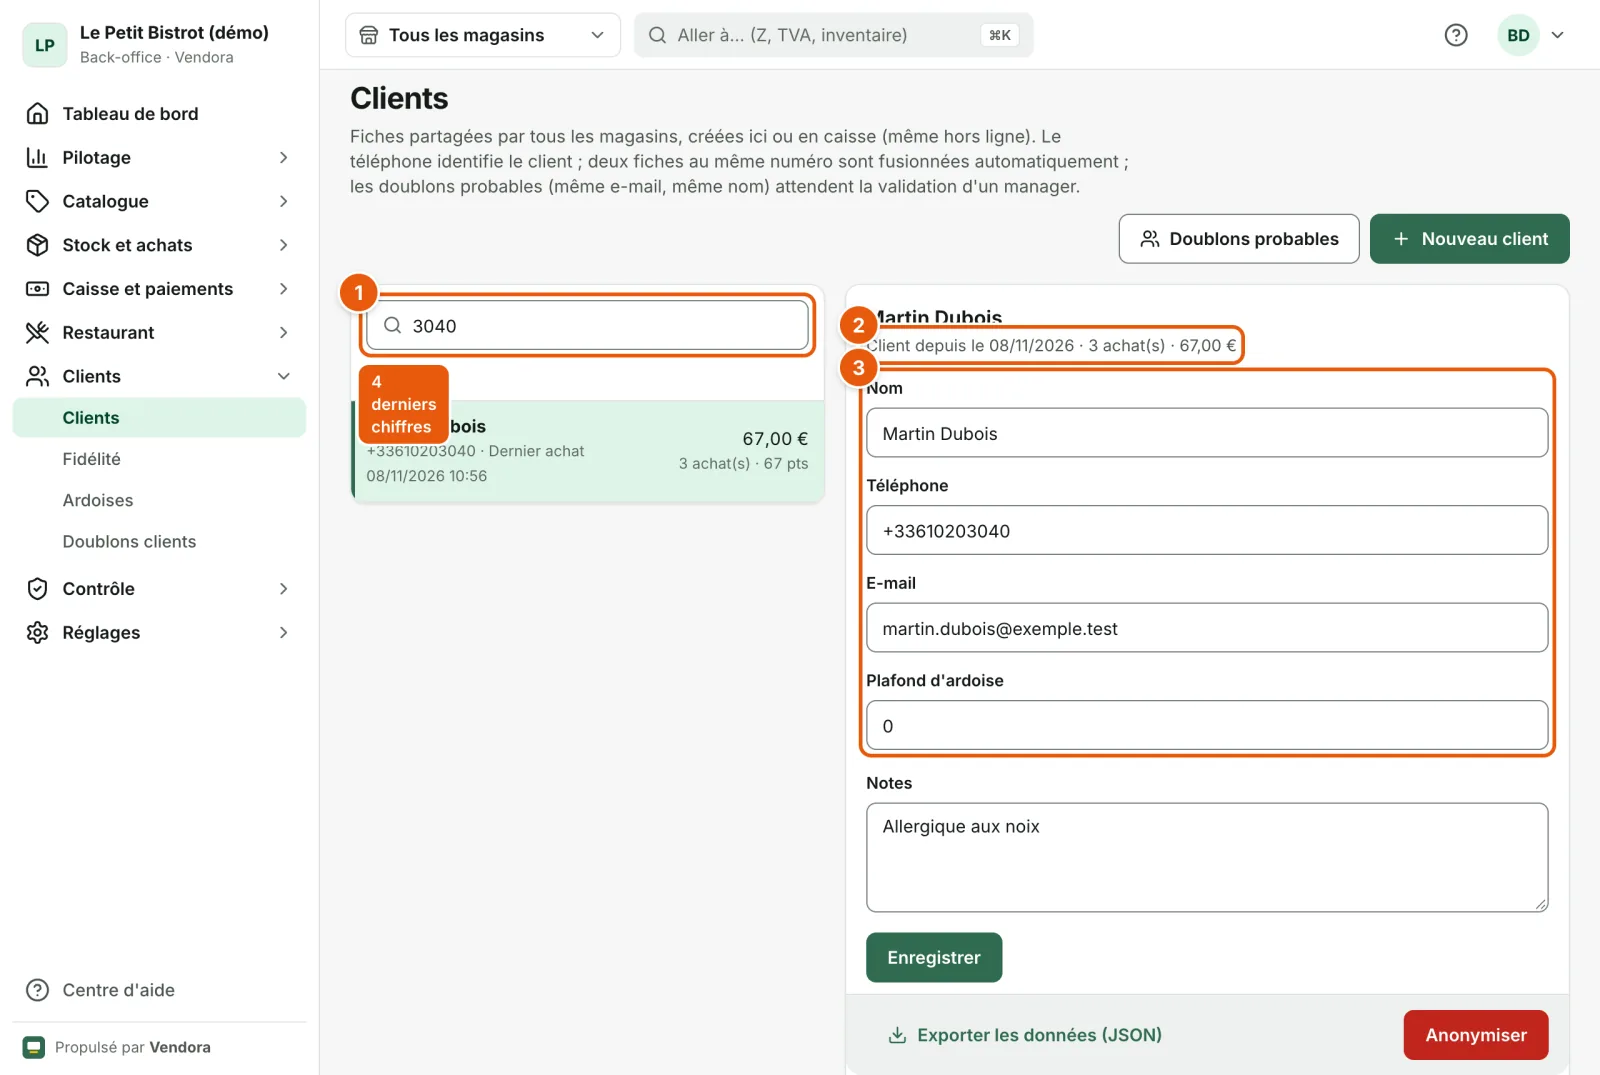 LP
Le Petit Bistrot (démo)
Back-office · Vendora
Tableau de bord
Pilotage
Catalogue
Stock et achats
Caisse et paiements
Restaurant
Clients
Clients
Fidélité
Ardoises
Doublons clients
Contrôle
Réglages
Centre d'aide
Propulsé par Vendora
Tous les magasins
Aller à... (Z, TVA, inventaire)
⌘K
BD
Clients
Fiches partagées par tous les magasins, créées ici ou en caisse (même hors ligne). Le
téléphone identifie le client ; deux fiches au même numéro sont fusionnées automatiquement ;
les doublons probables (même e-mail, même nom) attendent la validation d'un manager.
Doublons probables
+ Nouveau client
1
3040
4
derniers
chiffres
bois
+33610203040 · Dernier achat
08/11/2026 10:56
67,00 €
3 achat(s) · 67 pts
Martin Dubois
2
Client depuis le 08/11/2026 · 3 achat(s) · 67,00 €
3
Nom
Martin Dubois
Téléphone
+33610203040
E-mail
martin.dubois@exemple.test
Plafond d'ardoise
0
Notes
Allergique aux noix
Enregistrer
Exporter les données (JSON)
Anonymiser